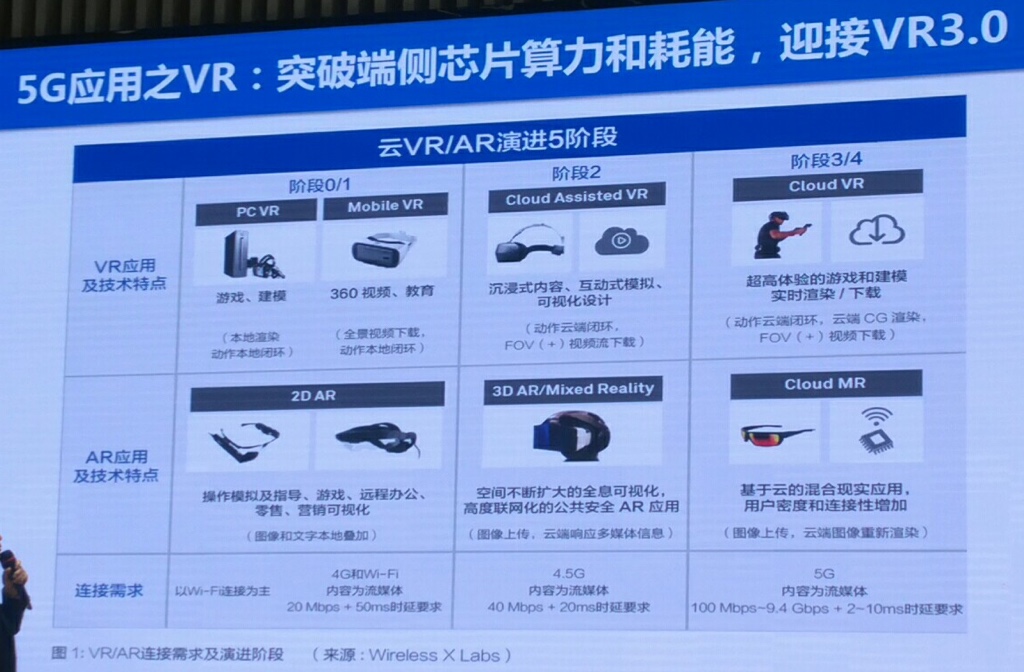 5G应用之VR：突破端侧芯片算力和耗能，迎接VR3.0
云VR/AR演进5阶段
阶段0/1
阶段2
阶段3/4
PC VR
Mobile VR
Cloud Assisted VR
Cloud VR
VR应用
及技术特点
游戏、建模
（本地渲染
动作本地闭环）
360 视频、教育
（全景视频下载，
动作本地闭环）
沉浸式内容、互动式模拟、
可视化设计
（动作云端闭环，
FOV（+）视频流下载）
超高体验的游戏和建模
实时渲染 / 下载
（动作云端闭环，云端 CG 渲染，
FOV（+）视频下载）
2D AR
3D AR/Mixed Reality
Cloud MR
AR应用
及技术特点
操作模拟及指导、游戏、远程办公、
零售、营销可视化
（图像和文字本地叠加）
空间不断扩大的全息可视化，
高度联网化的公共安全 AR 应用
（图像上传，云端响应多媒体信息）
基于云的混合现实应用，
用户密度和连接性增加
（图像上传，云端图像重新渲染）
连接需求
以Wi-Fi连接为主
4G和Wi-Fi
内容为流媒体
20 Mbps + 50ms时延要求
4.5G
内容为流媒体
40 Mbps + 20ms时延要求
5G
内容为流媒体
100 Mbps~9.4 Gbpp + 2~10ms时延要求
图 1: VR/AR连接需求及演进阶段 （来源：Wireless X Labs）